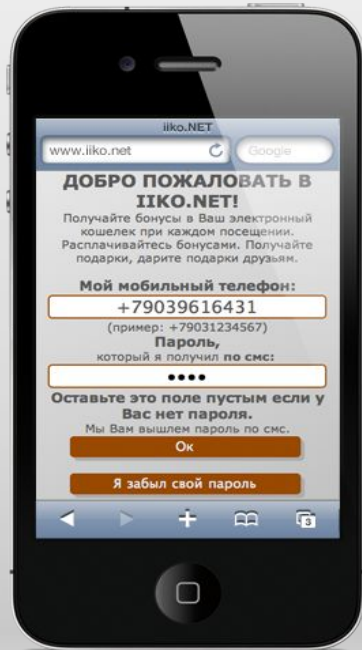 iiko.NET
www.iiko.net
Google
ДОБРО ПОЖАЛОВАТЬ В
IIKO.NET!
Получайте бонусы в Ваш электронный
кошелек при каждом посещении.
Расплачивайтесь бонусами. Получайте
подарки, дарите подарки друзьям.
Мой мобильный телефон:
+79039616431
(пример: +79031234567)
Пароль,
который я получил по смс:
••••
Оставьте это поле пустым если у
Вас нет пароля.
Мы Вам вышлем пароль по смс.
Ок
Я забыл свой пароль
3